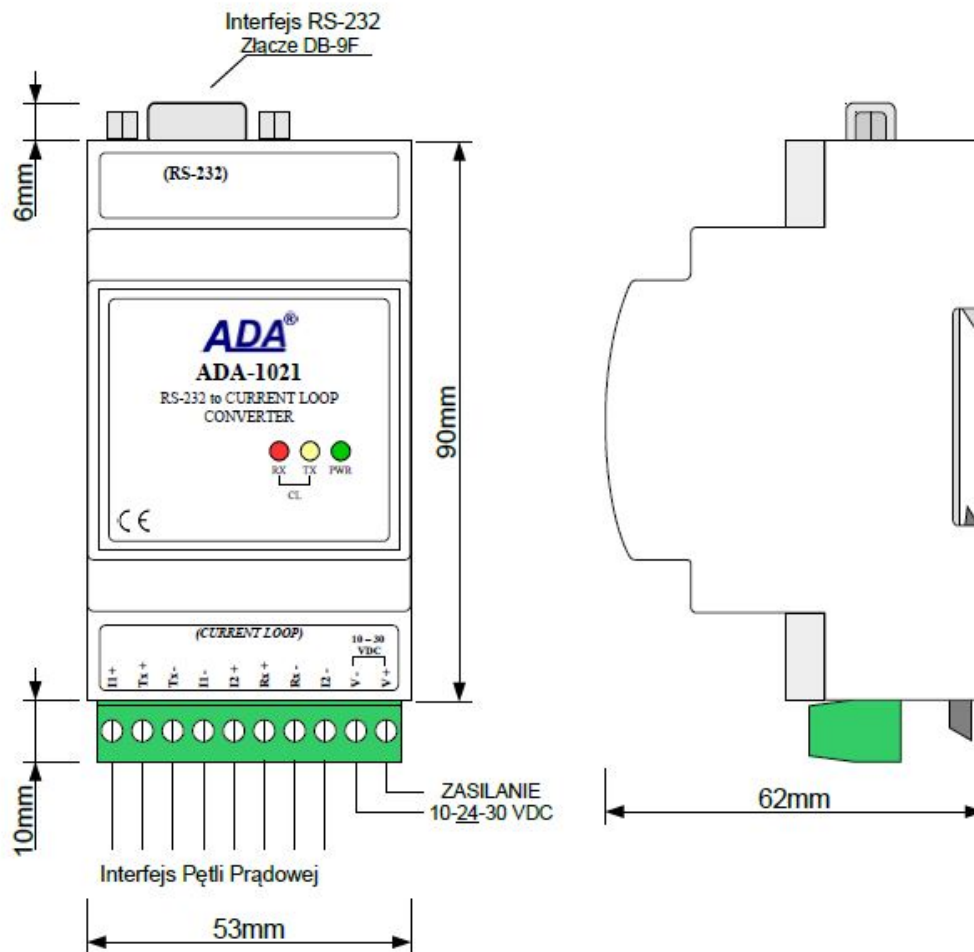 Interfejs RS-232
Złącze DB-9F
6mm
(RS-232)
ADA®
ADA-1021
RS-232 to CURRENT LOOP
CONVERTER
RX TX PWR
CL
CE
90mm
(CURRENT LOOP)
10 – 30
VDC
I1 + Tx + Tx - I1 - I2 + Rx + Rx - I2 - V - V +
10mm
ZASILANIE
10-24-30 VDC
62mm
Interfejs Pętli Prądowej
53mm